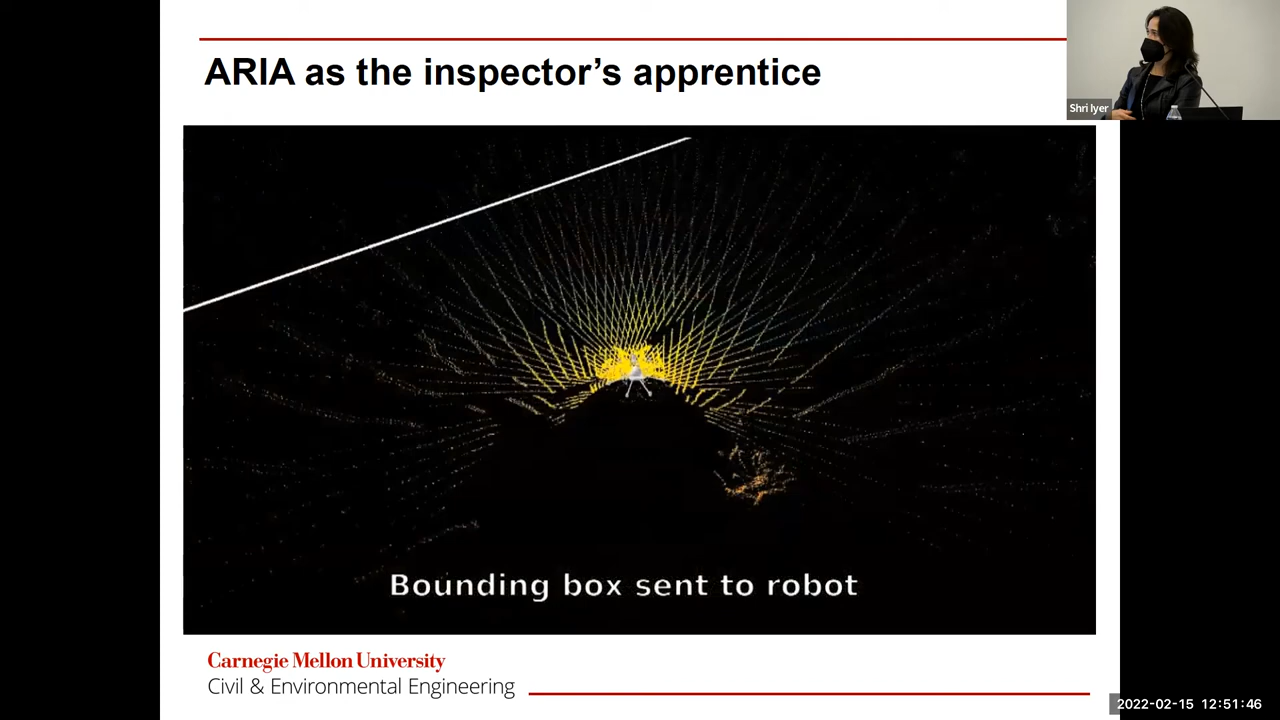 ARIA as the inspector’s apprentice
Shri Iyer
Bounding box sent to robot
Carnegie Mellon University
Civil & Environmental Engineering
2022-02-15 12:51:46